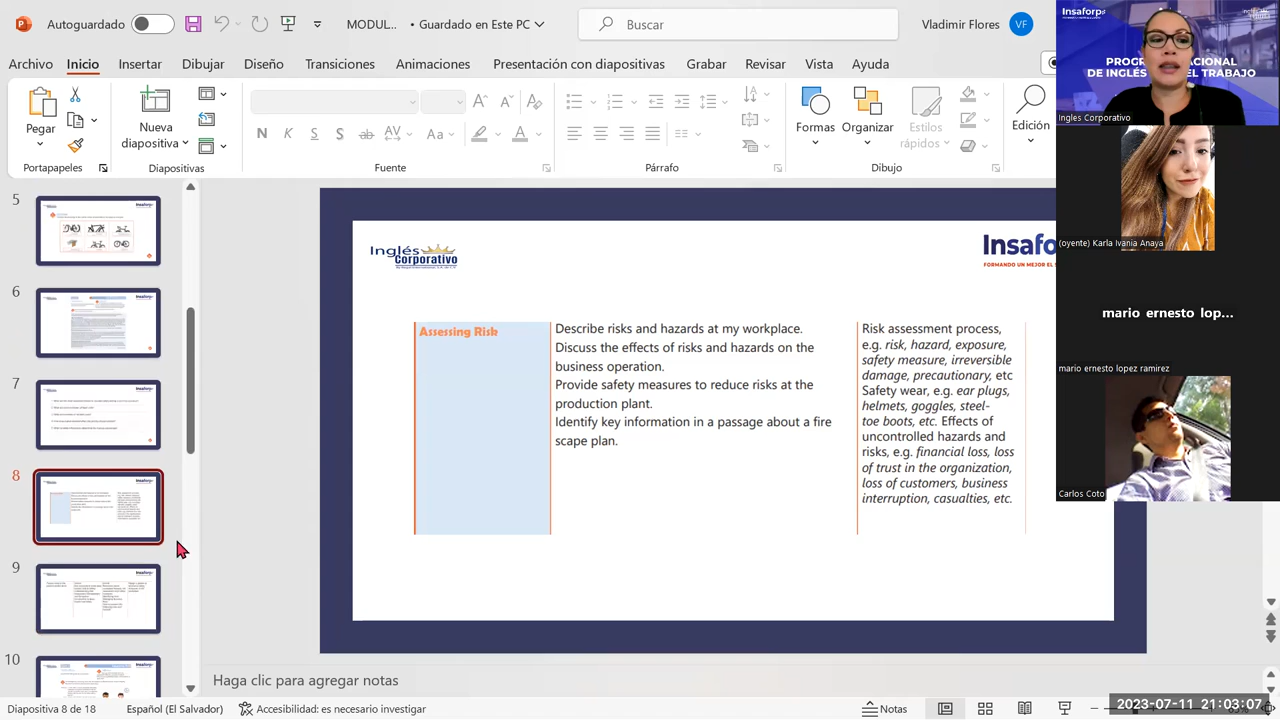 Autoguardado
• Guardado en Este PC
Buscar
Vladimir Flores
VF
Archivo
Inicio
Insertar
Dibujar
Diseño
Transiciones
Animaciones
Presentación con diapositivas
Grabar
Revisar
Vista
Ayuda
Pegar
Nueva
diapositiva
Formas
Organizar
Estilos
rápidos
Edición
Portapapeles
Diapositivas
Fuente
Párrafo
Dibujo
Insaforp
DE INGLÉS
EL TRABAJO
Ingles Corporativo
(oyente) Karla Ivania Anaya
mario ernesto lop...
mario ernesto lopez ramirez
Carlos Coto
5
6
7
8
9
10
Inglés
Corporativo
Insafo
FORMANDO UN MEJOR EL S
Assessing Risk
Describe risks and hazards at my workplace.
Discuss the effects of risks and hazards on the
business operation.
Provide safety measures to reduce risks at the
production plant.
Identify key information in a passage about a fire
scape plan.
Risk assessment process,
e.g. risk, hazard, exposure,
safety measure, irreversible
damage, precautionary, etc
Safety wear, e.g. ear plugs,
helmets, goggles, steel-
toe boots, etc. Effects of
uncontrolled hazards and
risks, e.g. financial loss, loss
of trust in the organization,
loss of customers, business
interruption, casualties, etc.
Haga clic para agregar notas
Diapositiva 8 de 18
Español (El Salvador)
Accesibilidad: es necesario investigar
Notas
2023-07-11 21:03:07